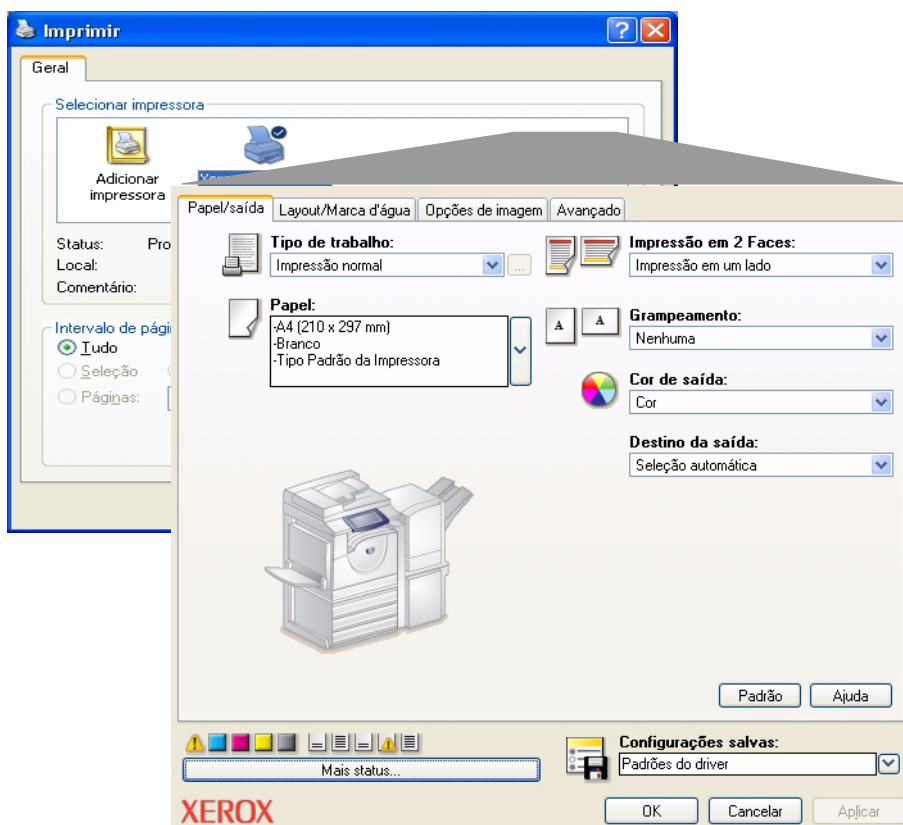 Imprimir
Geral
Selecionar impressora
Adicionar
impressora
Status:
Local:
Comentário:
Intervalo de
Tudo
Seleção
Páginas:
Papel/saída
Layout/Marca d'água
Opções de imagem
Avançado
Tipo de trabalho:
Impressão normal
...
Papel:
-A4 (210 x 297 mm)
-Branco
-Tipo Padrão da Impressora
Impressão em 2 Faces:
Impressão em um lado
A
A
Grampeamento:
Nenhuma
Cor de saída:
Cor
Destino da saída:
Seleção automática
Padrão
Ajuda
Mais status...
Configurações salvas:
Padrões do driver
XEROX
OK
Cancelar
Aplicar